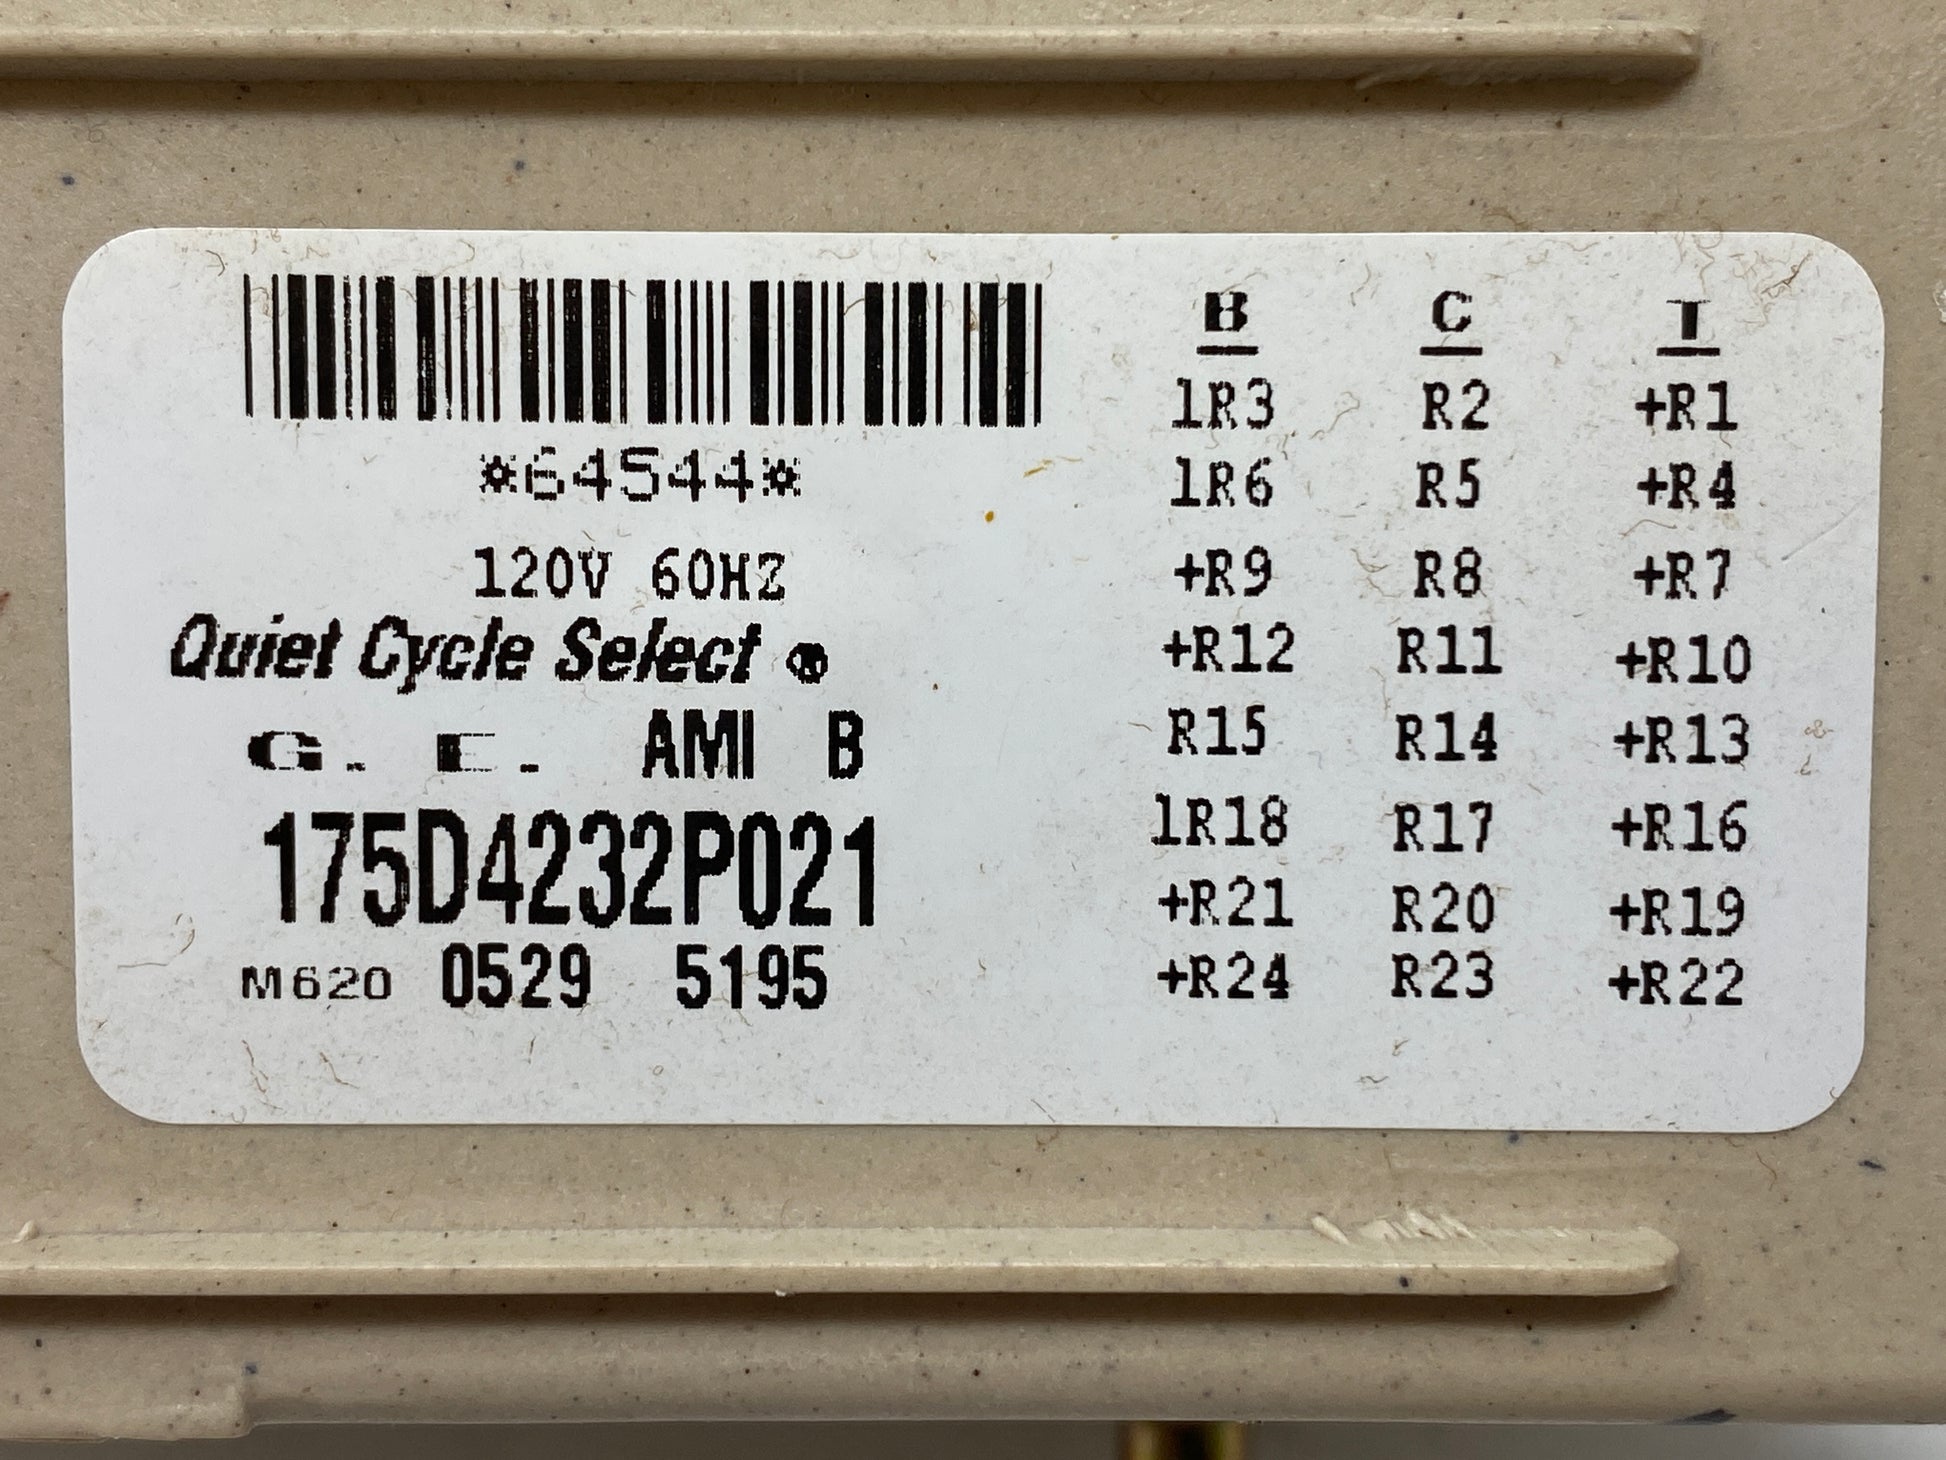 *64544*
120V 60HZ
Quiet Cycle Select ®
G. E. AMI B
175D4232P021
M620 0529 5195
B C T
1R3 R2 +R1
1R6 R5 +R4
+R9 R8 +R7
+R12 R11 +R10
R15 R14 +R13
1R18 R17 +R16
+R21 R20 +R19
+R24 R23 +R22